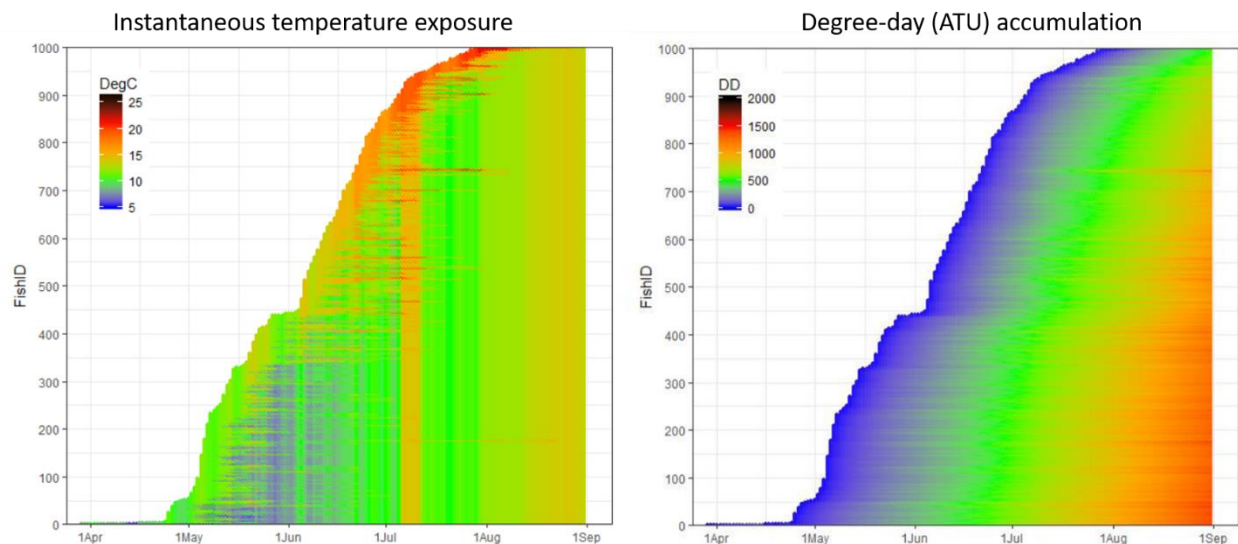 Instantaneous temperature exposure
Degree-day (ATU) accumulation
1000
900
800
700
600
500
400
300
200
100
0
FishID
DegC
25
20
15
10
5
1Apr
1May
1Jun
1Jul
1Aug
1Sep
1000
900
800
700
600
500
400
300
200
100
0
FishID
DD
2000
1500
1000
500
0
1Apr
1May
1Jun
1Jul
1Aug
1Sep